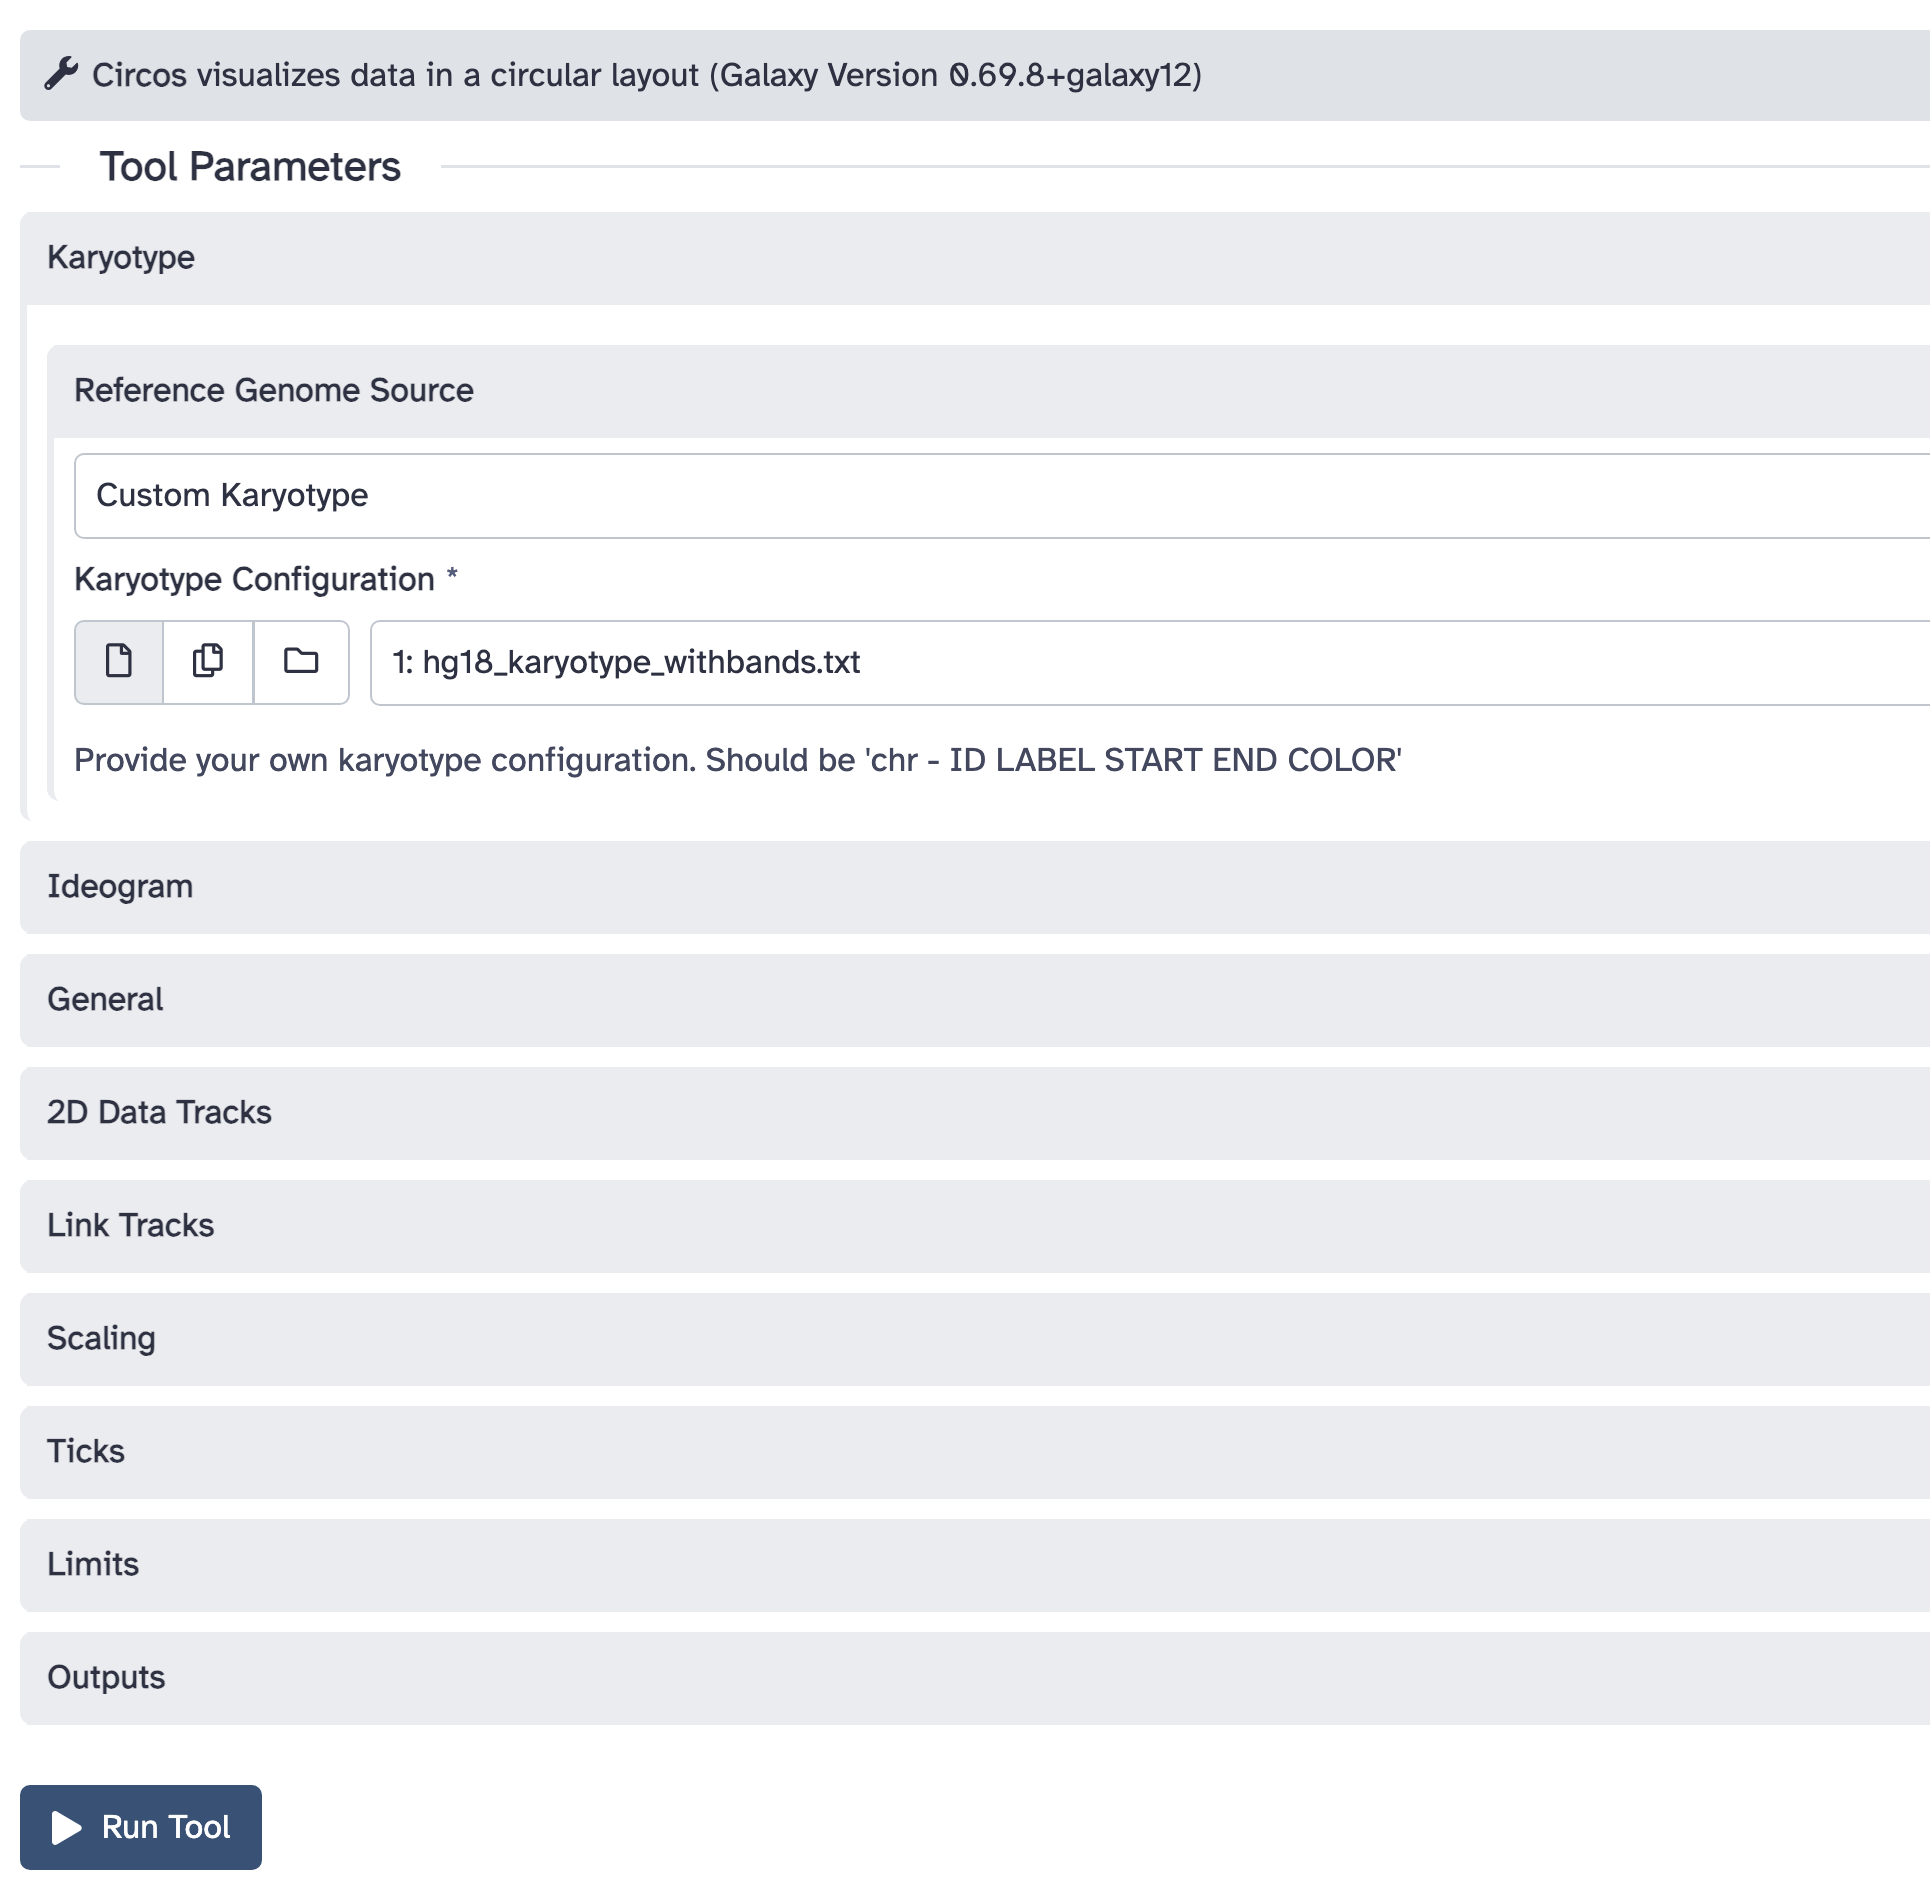 Circos visualizes data in a circular layout (Galaxy Version 0.69.8+galaxy12)
Tool Parameters
Karyotype
Reference Genome Source
Custom Karyotype
Karyotype Configuration *
1: hg18_karyotype_withbands.txt
Provide your own karyotype configuration. Should be 'chr - ID LABEL START END COLOR'
Ideogram
General
2D Data Tracks
Link Tracks
Scaling
Ticks
Limits
Outputs
Run Tool